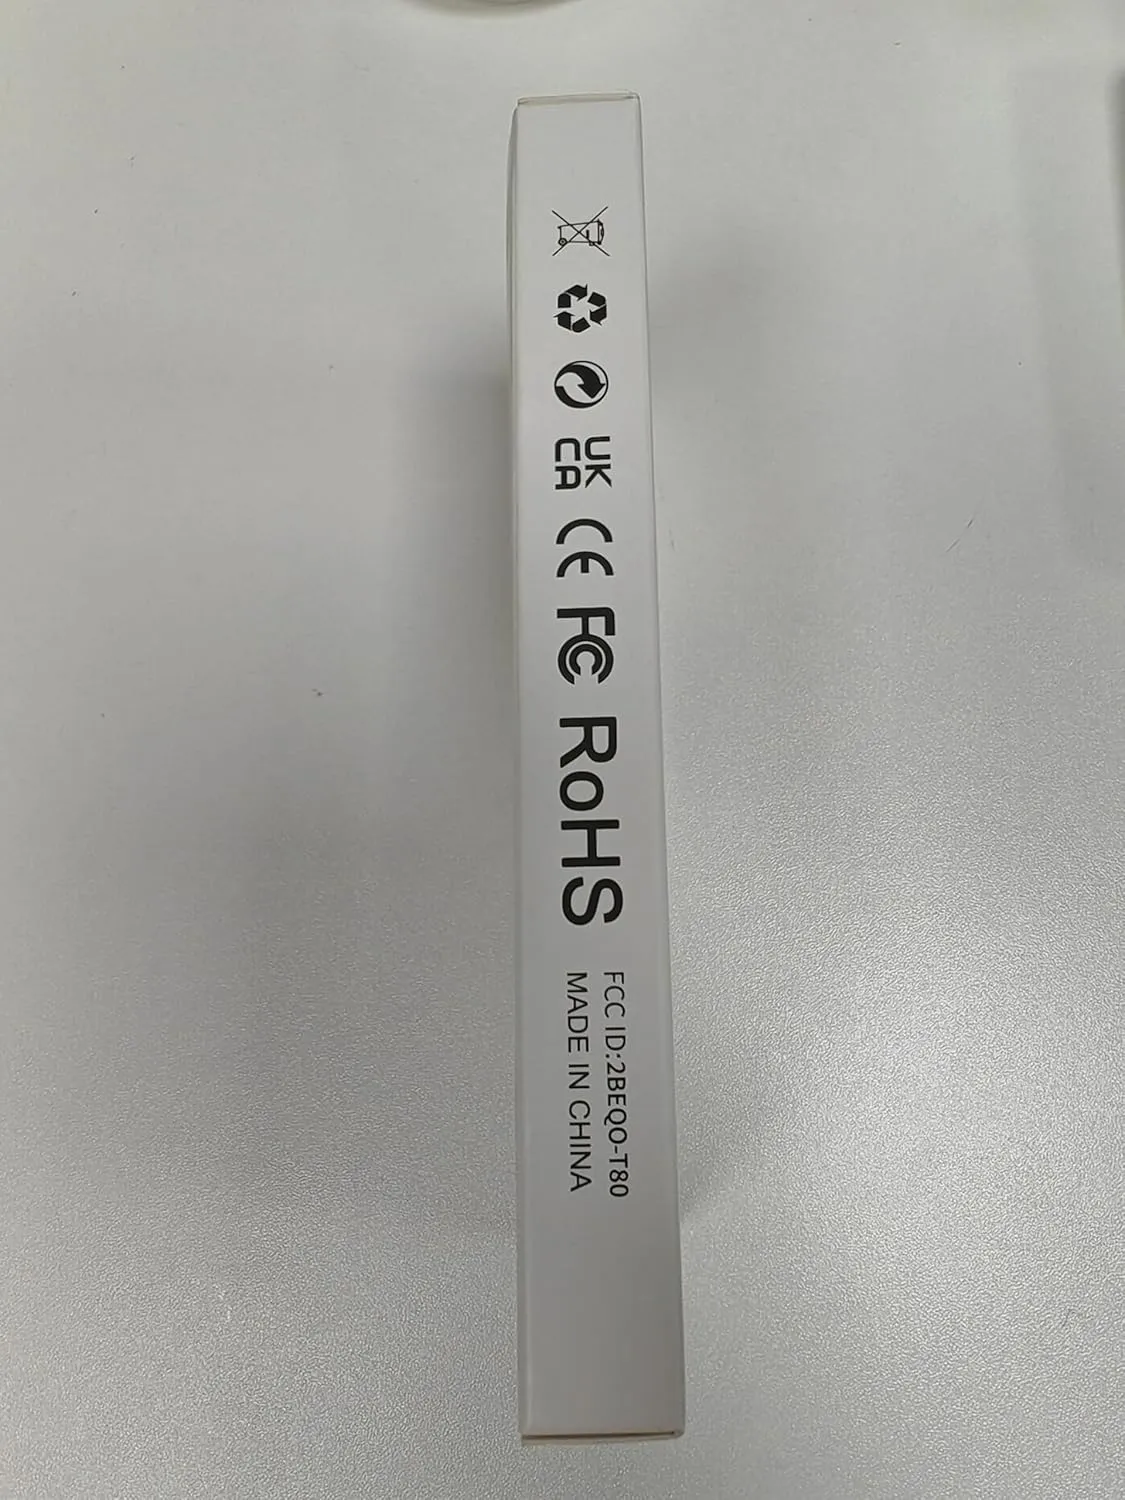 UK
CA
CE
FC
RoHS
FCC ID:2BEQO-T80
MADE IN CHINA